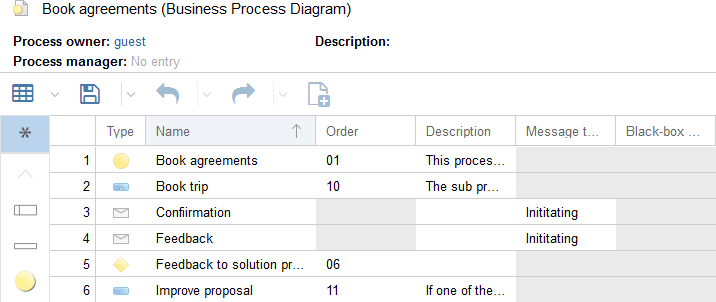 Book agreements (Business Process Diagram)
Process owner: guest Description:
Process manager: No entry
* Type Name Order Description Message t... Black-box ...
1 Book agreements 01 This proces...
2 Book trip 10 The sub pr...
3 Confiirmation Inititating
4 Feedback Inititating
5 Feedback to solution pr... 06
6 Improve proposal 11 If one of the...